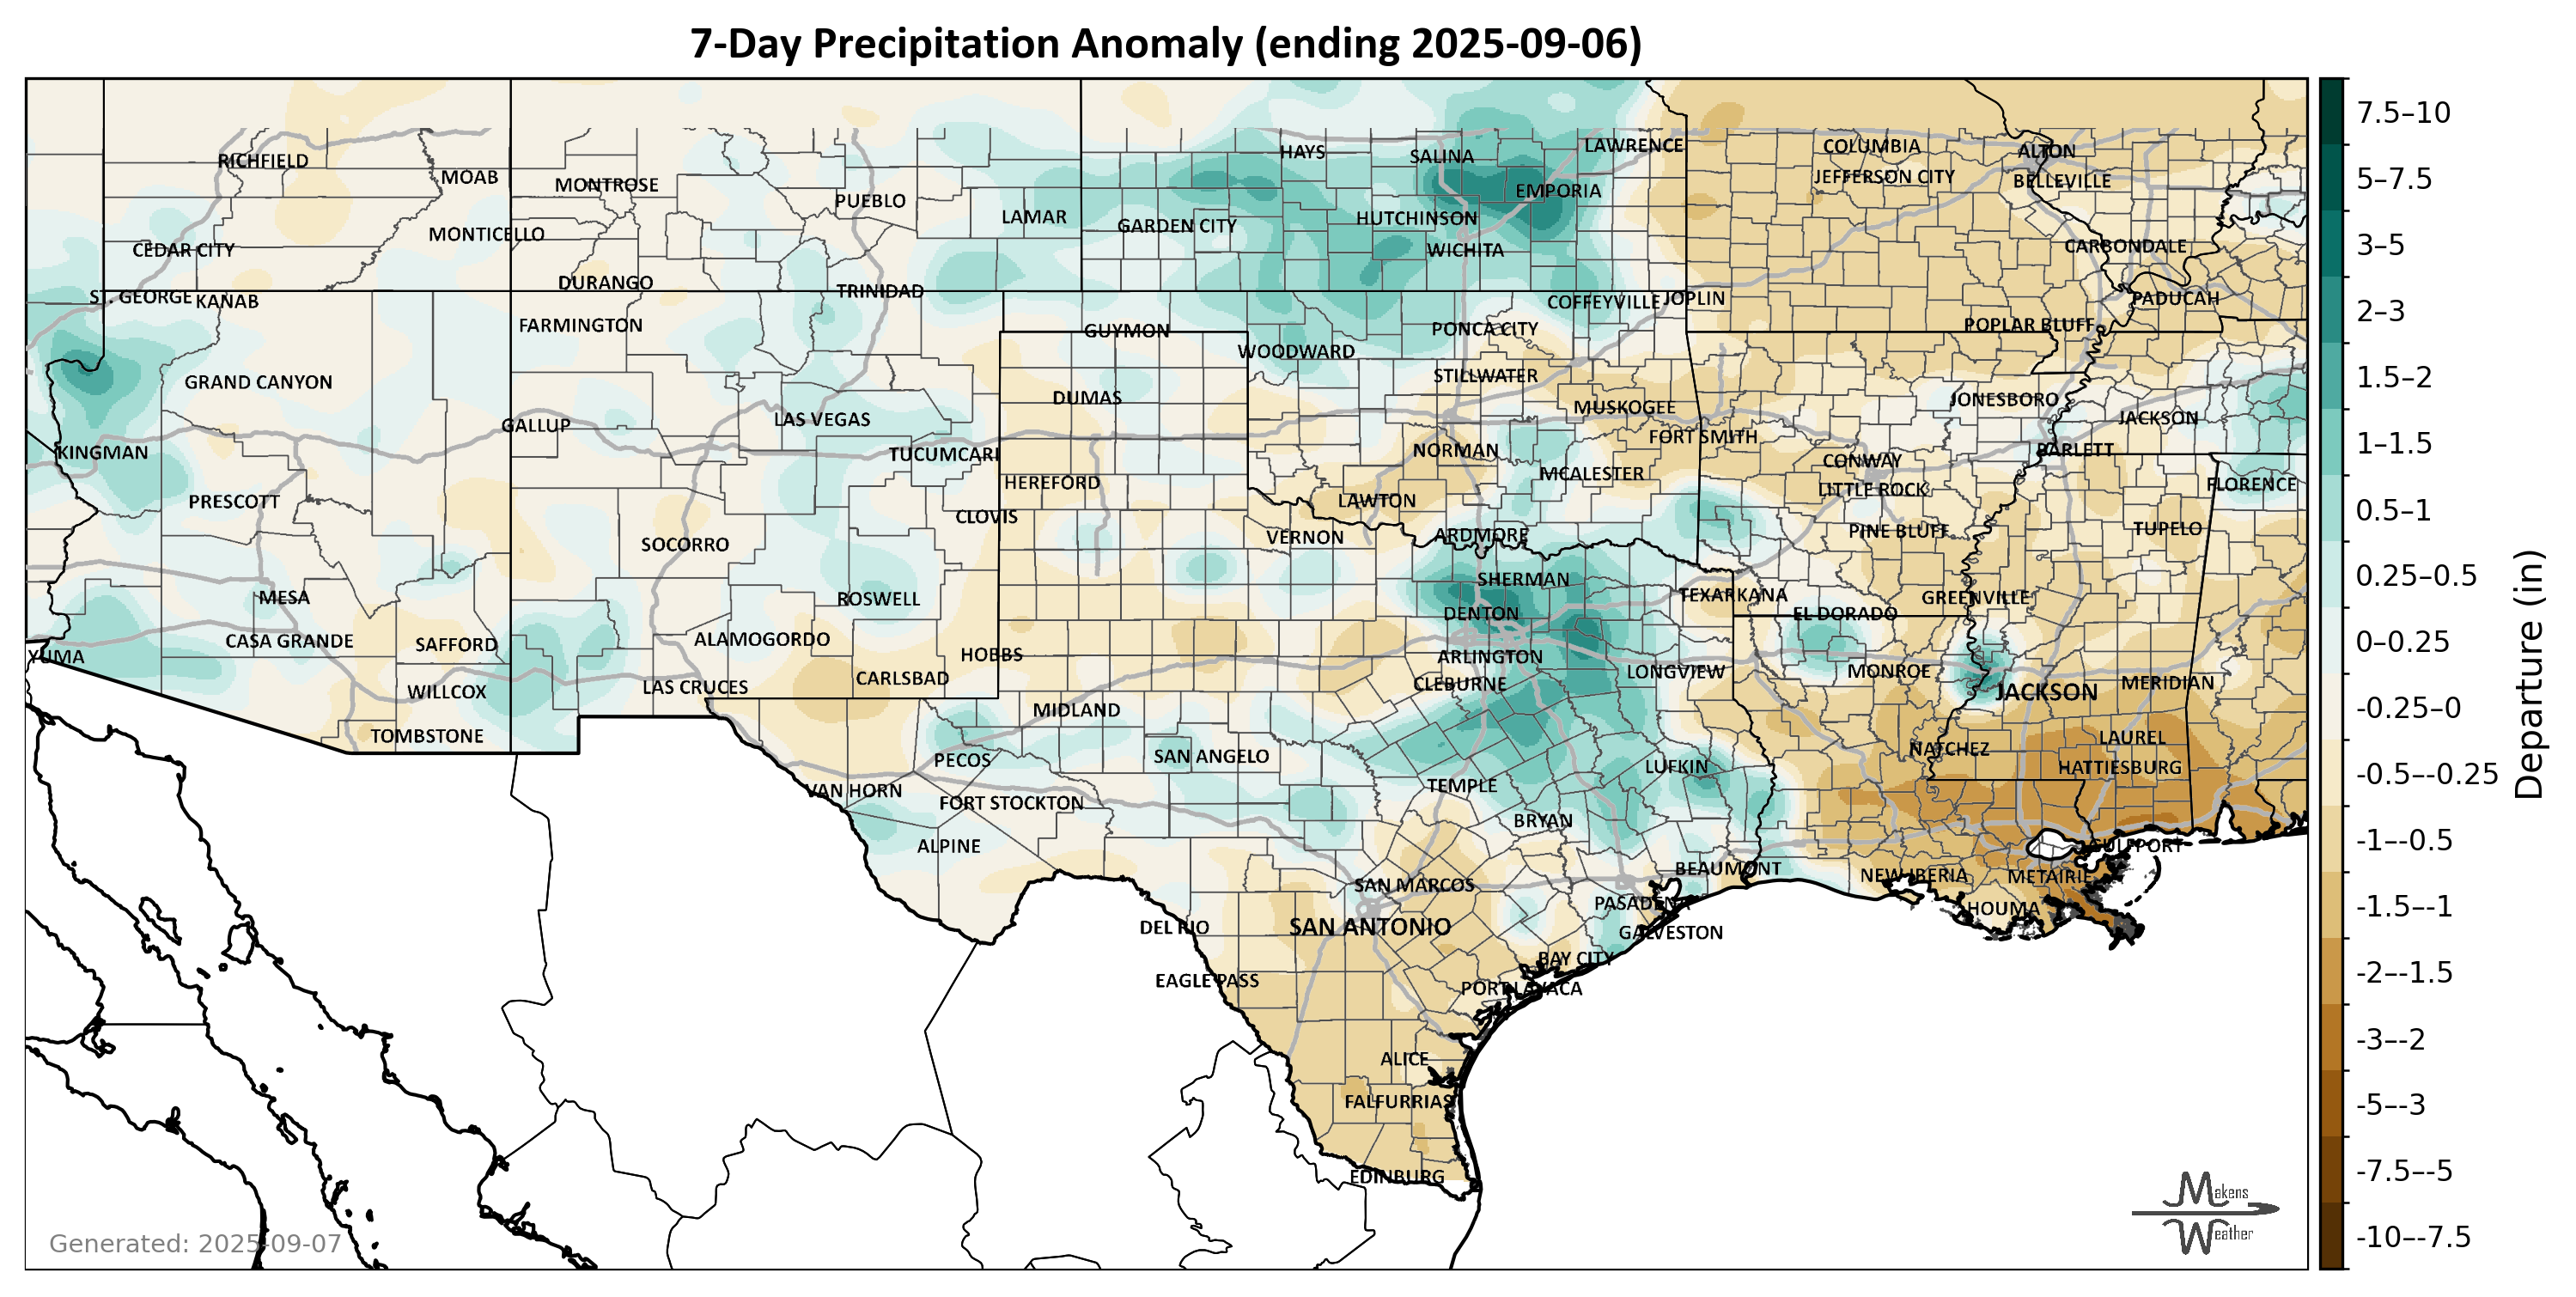 7-Day Precipitation Anomaly (ending 2025-09-06)
RICHFIELD
MOAB
MONTROSE
PUEBLO
LAMAR
HAYS
SALINA
LAWRENCE
EMPORIA
COLUMBIA
JEFFERSON CITY
ALTON
BELLEVILLE
CEDAR CITY
MONTICELLO
GARDEN CITY
HUTCHINSON
WICHITA
CARBONDALE
ST. GEORGE
KANAB
DURANGO
TRINIDAD
COFFEYVILLE
JOPLIN
PADUCAH
FARMINGTON
GUYMON
PONCA CITY
POPLAR BLUFF
WOODWARD
GRAND CANYON
STILLWATER
DUMAS
MUSKOGEE
JONESBORO
JACKSON
GALLUP
LAS VEGAS
KINGMAN
TUCUMCARI
NORMAN
FORT SMITH
BARLETT
CONWAY
MCALESTER
LITTLE ROCK
FLORENCE
PRESCOTT
HEREFORD
LAWTON
CLOVIS
SOCORRO
VERNON
ARDMORE
PINE BLUFF
TUPELO
MESA
ROSWELL
SHERMAN
TEXARKANA
GREENVILLE
CASA GRANDE
SAFFORD
ALAMOGORDO
DENTON
EL DORADO
YUMA
HOBBS
ARLINGTON
LONGVIEW
MONROE
WILLCOX
LAS CRUCES
CARLSBAD
CLEBURNE
JACKSON
MERIDIAN
TOMBSTONE
MIDLAND
PECOS
SAN ANGELO
NATCHEZ
LAUREL
HATTIESBURG
VAN HORN
FORT STOCKTON
TEMPLE
LUFKIN
ALPINE
BRYAN
GULFPORT
SAN MARCOS
BEAUMONT
NEW IBERIA
METAIRIE
DEL RIO
SAN ANTONIO
PASADENA
GALVESTON
HOUMA
EAGLE PASS
BAY CITY
PORT LAVACA
ALICE
FALFURRIAS
EDINBURG
7.5–10
5–7.5
3–5
2–3
1.5–2
1–1.5
0.5–1
0.25–0.5
0–0.25
-0.25–0
-0.5–-0.25
-1–-0.5
-1.5–-1
-2–-1.5
-3–-2
-5–-3
-7.5–-5
-10–-7.5
Departure (in)
Generated: 2025-09-07
Makens
Weather